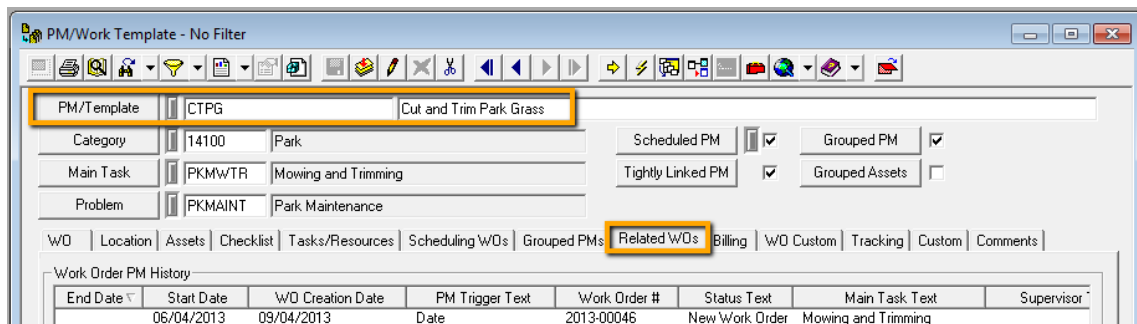 PM/Work Template - No Filter
PM/Template CTPG Cut and Trim Park Grass
Category 14100 Park Scheduled PM Grouped PM
Main Task PKMWTR Mowing and Trimming Tightly Linked PM Grouped Assets
Problem PKMAINT Park Maintenance
WO Location Assets Checklist Tasks/Resources Scheduling WOs Grouped PMs Related WOs Billing WO Custom Tracking Custom Comments
Work Order PM History
End Date Start Date WO Creation Date PM Trigger Text Work Order # Status Text Main Task Text Supervisor
06/04/2013 09/04/2013 Date 2013-00046 New Work Order Mowing and Trimming